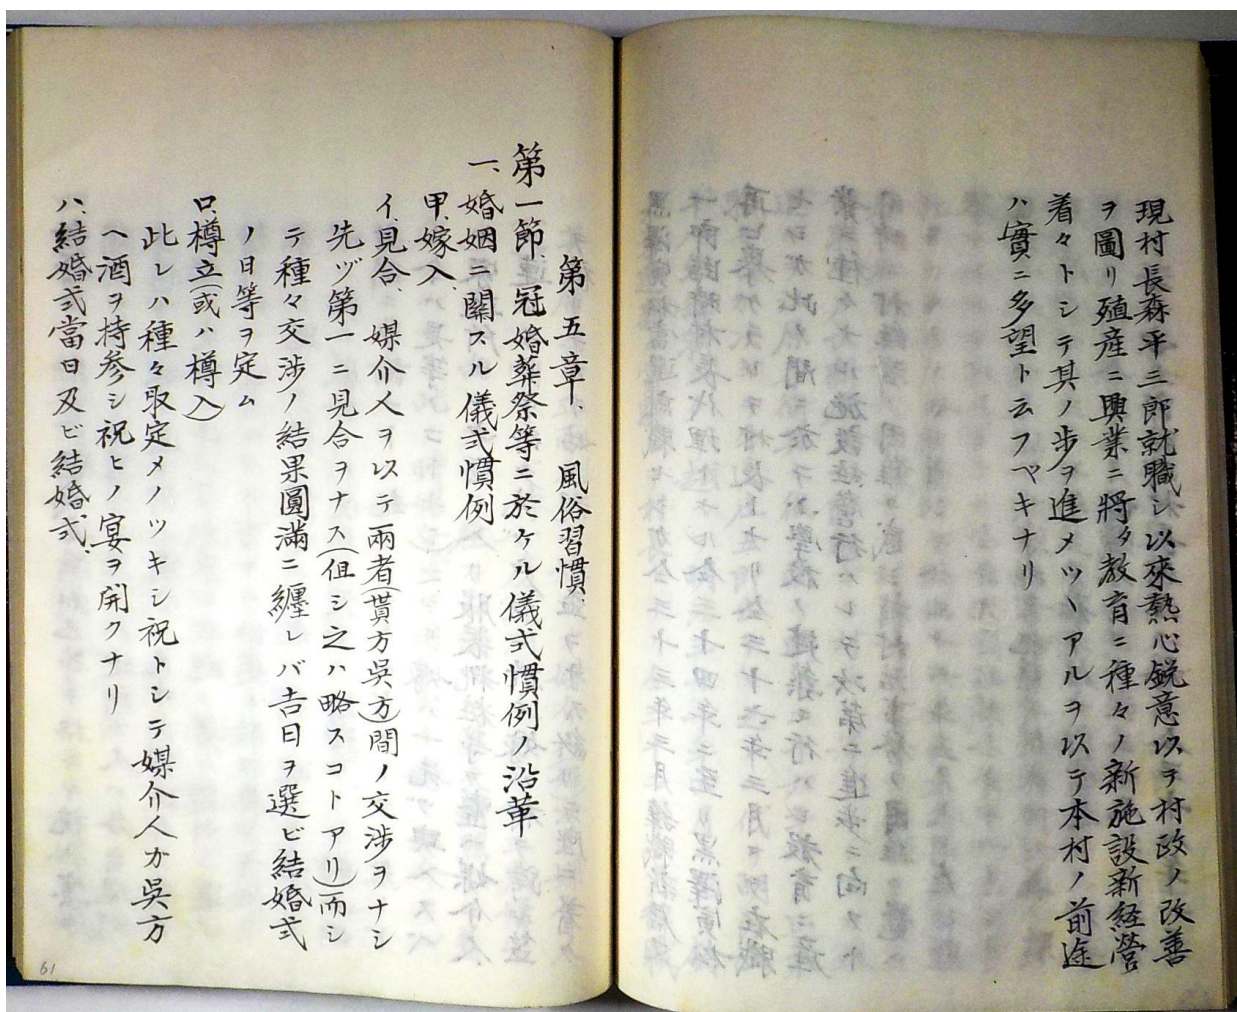 現村長森平三郎就職シ以來熱心鋭意以ヲ村政ノ改善
ヲ圖リ殖産ニ興業ニ將タ教育ニ種々ノ新施設新経營
着々トシテ其ノ歩ヲ進メツヽアルヲ以テ本村ノ前途
ハ實ニ多望ト云フベキナリ
第五章、風俗習慣、
第一節、冠婚葬祭等ニ於ケル儀式慣例ノ沿革
一、婚姻ニ關スル儀式慣例
甲、嫁入、
イ、見合、媒介人ヲ以テ兩者(貰方呉方)間ノ交渉ヲナシ
先ヅ第一ニ見合ヲナス(但シ之ハ略スコトアリ)而シ
テ種々交渉ノ結果圓滿ニ纏レバ吉日ヲ選ビ結婚式
ノ日等ヲ定ム
ロ、樽立(或ハ樽入)
此レハ種々取定メノツキシ祝トシテ媒介人カ呉方
ヘ酒ヲ持参シ祝ヒノ宴ヲ開クナリ
ハ、結婚式當日及ビ結婚式、
61